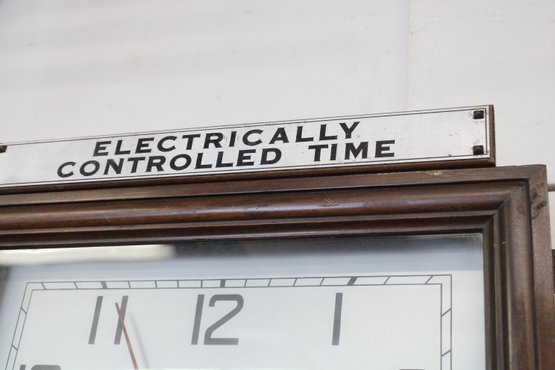 ELECTRICALLY
CONTROLLED TIME
11 12 1